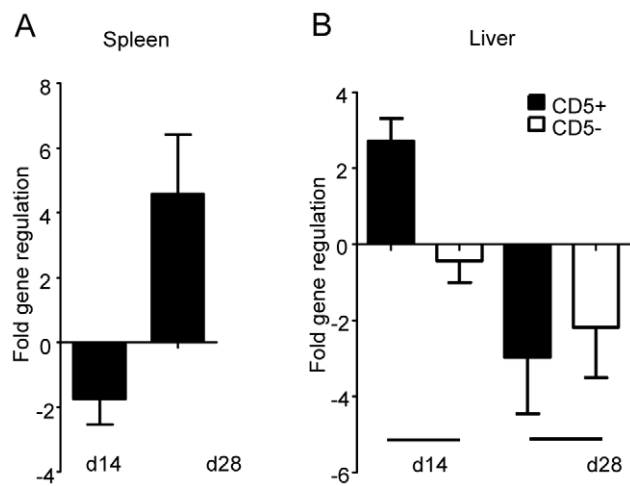 A
Spleen
Fold gene regulation
8
6
4
2
0
-2
-4
d14
d28
B
Liver
CD5+
CD5-
Fold gene regulation
4
2
0
-2
-4
-6
d14
d28